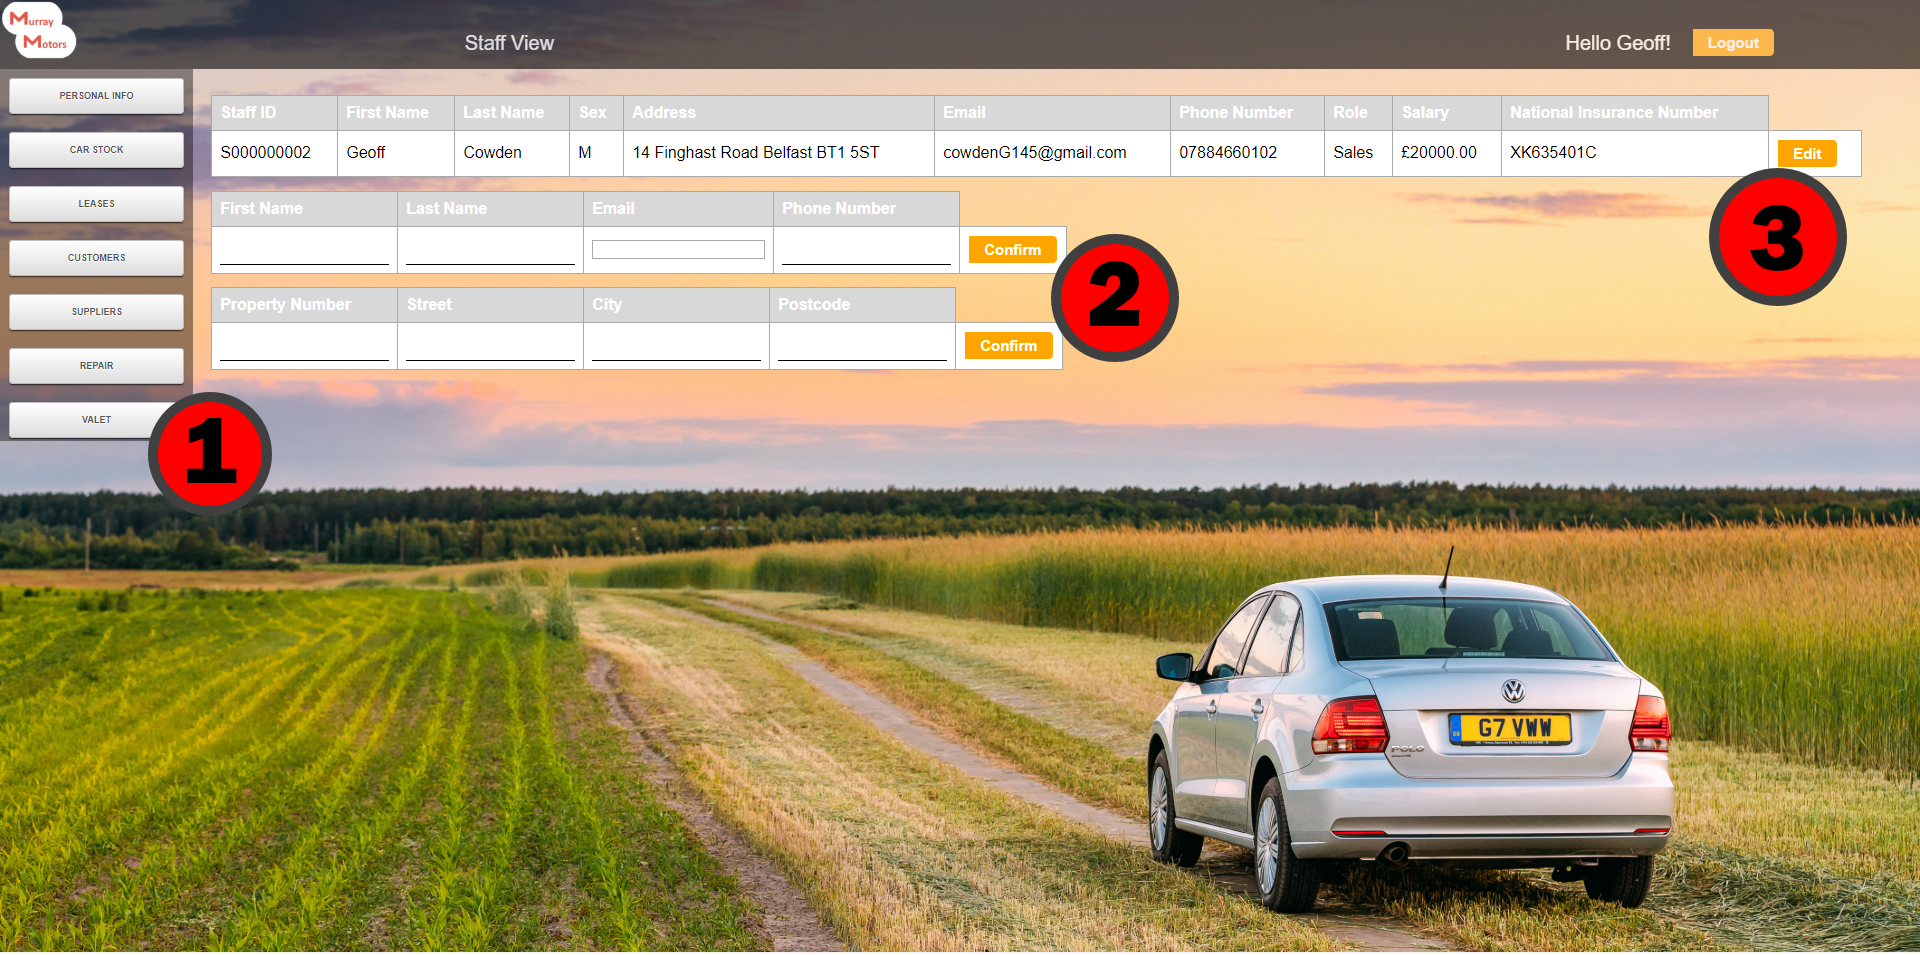 Murray
Motors
Staff View
Hello Geoff!
Logout
PERSONAL INFO
CAR STOCK
LEASES
CUSTOMERS
SUPPLIERS
REPAIR
VALET
1
Staff ID First Name Last Name Sex Address Email Phone Number Role Salary National Insurance Number
S000000002 Geoff Cowden M 14 Finghast Road Belfast BT1 5ST cowdenG145@gmail.com 07884660102 Sales £20000.00 XK635401C Edit
3
First Name Last Name Email Phone Number
Confirm
2
Property Number Street City Postcode
Confirm
G7 VWW
POLO